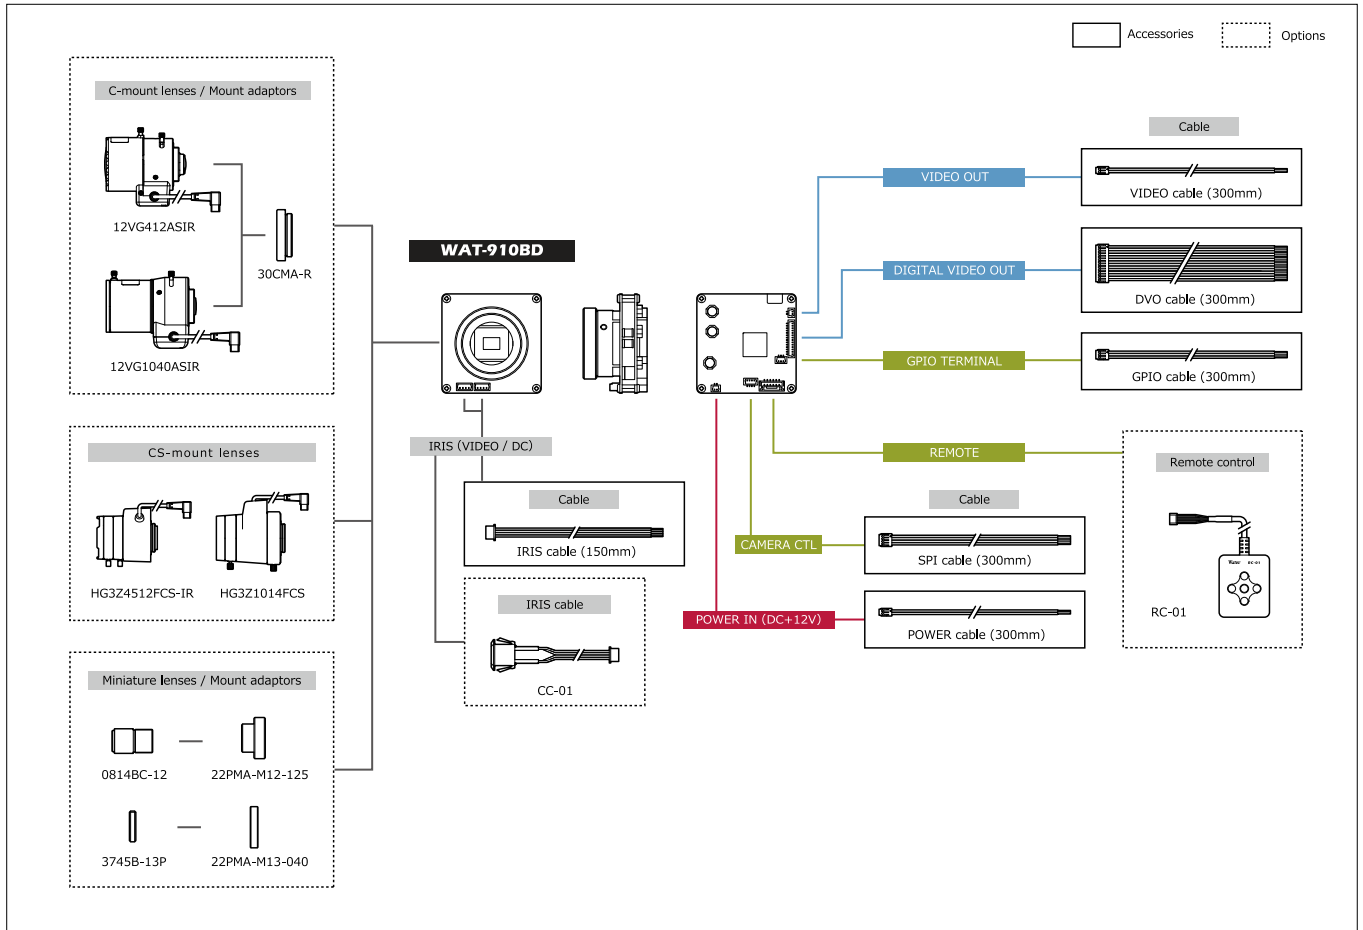 Accessories
Options
C-mount lenses / Mount adaptors
12VG412ASIR
30CMA-R
12VG1040ASIR
CS-mount lenses
HG3Z4512FCS-IR
HG3Z1014FCS
Miniature lenses / Mount adaptors
0814BC-12
22PMA-M12-125
3745B-13P
22PMA-M13-040
WAT-910BD
IRIS (VIDEO / DC)
Cable
IRIS cable (150mm)
IRIS cable
CC-01
VIDEO OUT
DIGITAL VIDEO OUT
GPIO TERMINAL
REMOTE
CAMERA CTL
POWER IN (DC+12V)
Cable
VIDEO cable (300mm)
DVO cable (300mm)
GPIO cable (300mm)
Cable
SPI cable (300mm)
POWER cable (300mm)
Remote control
Watec RC-01
RC-01